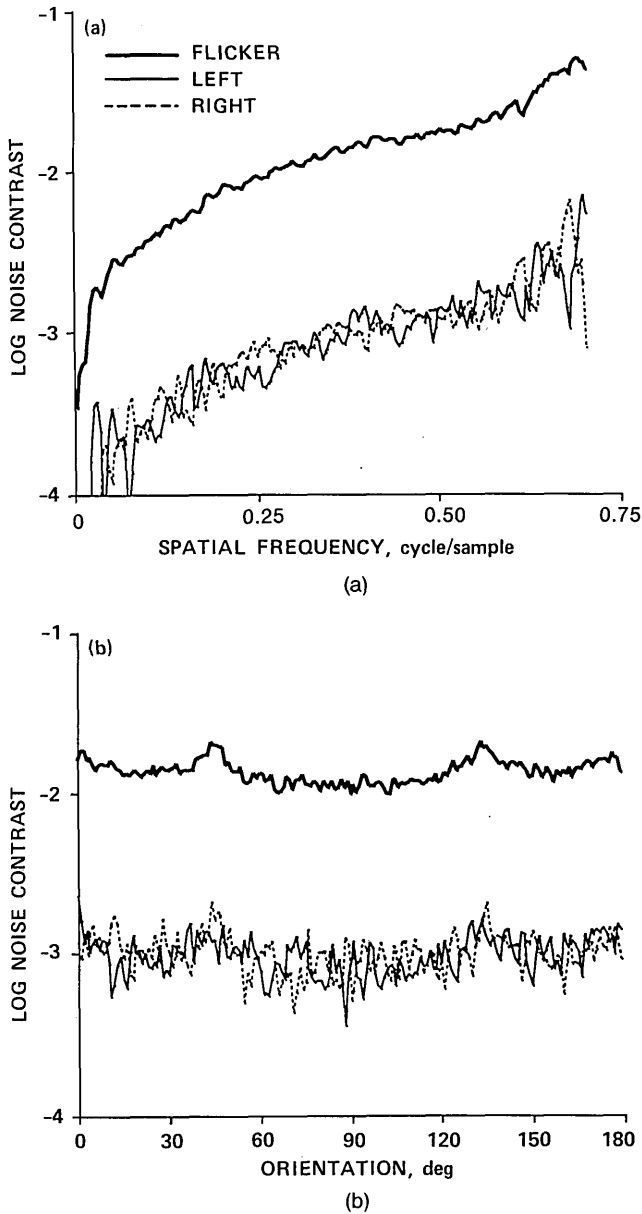 (a)
FLICKER
LEFT
RIGHT
-1
-2
-3
-4
LOG NOISE CONTRAST
0
0.25
0.50
0.75
SPATIAL FREQUENCY, cycle/sample
(a)
(b)
-1
-2
-3
-4
LOG NOISE CONTRAST
0
30
60
90
120
150
180
ORIENTATION, deg
(b)